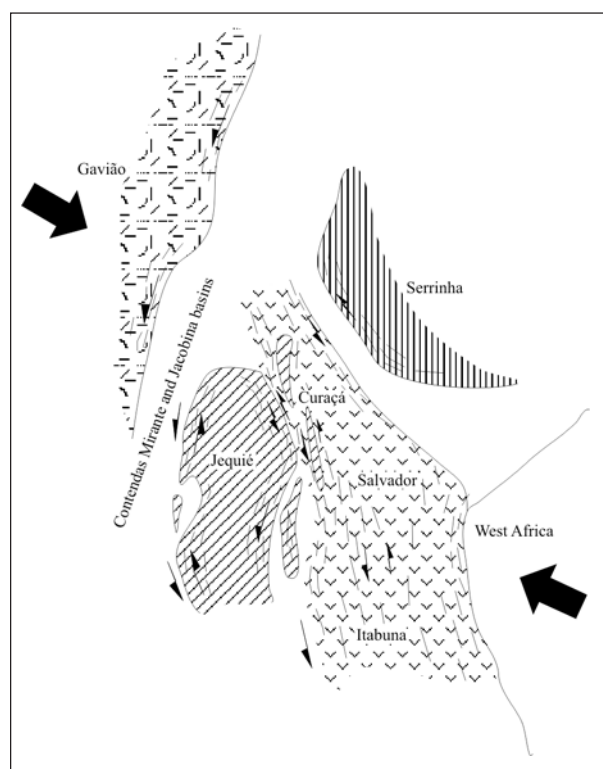 Gavião
Serrinha
Contendas Mirante and Jacobina basins
Curaçá
Jequié
Salvador
West Africa
Itabuna